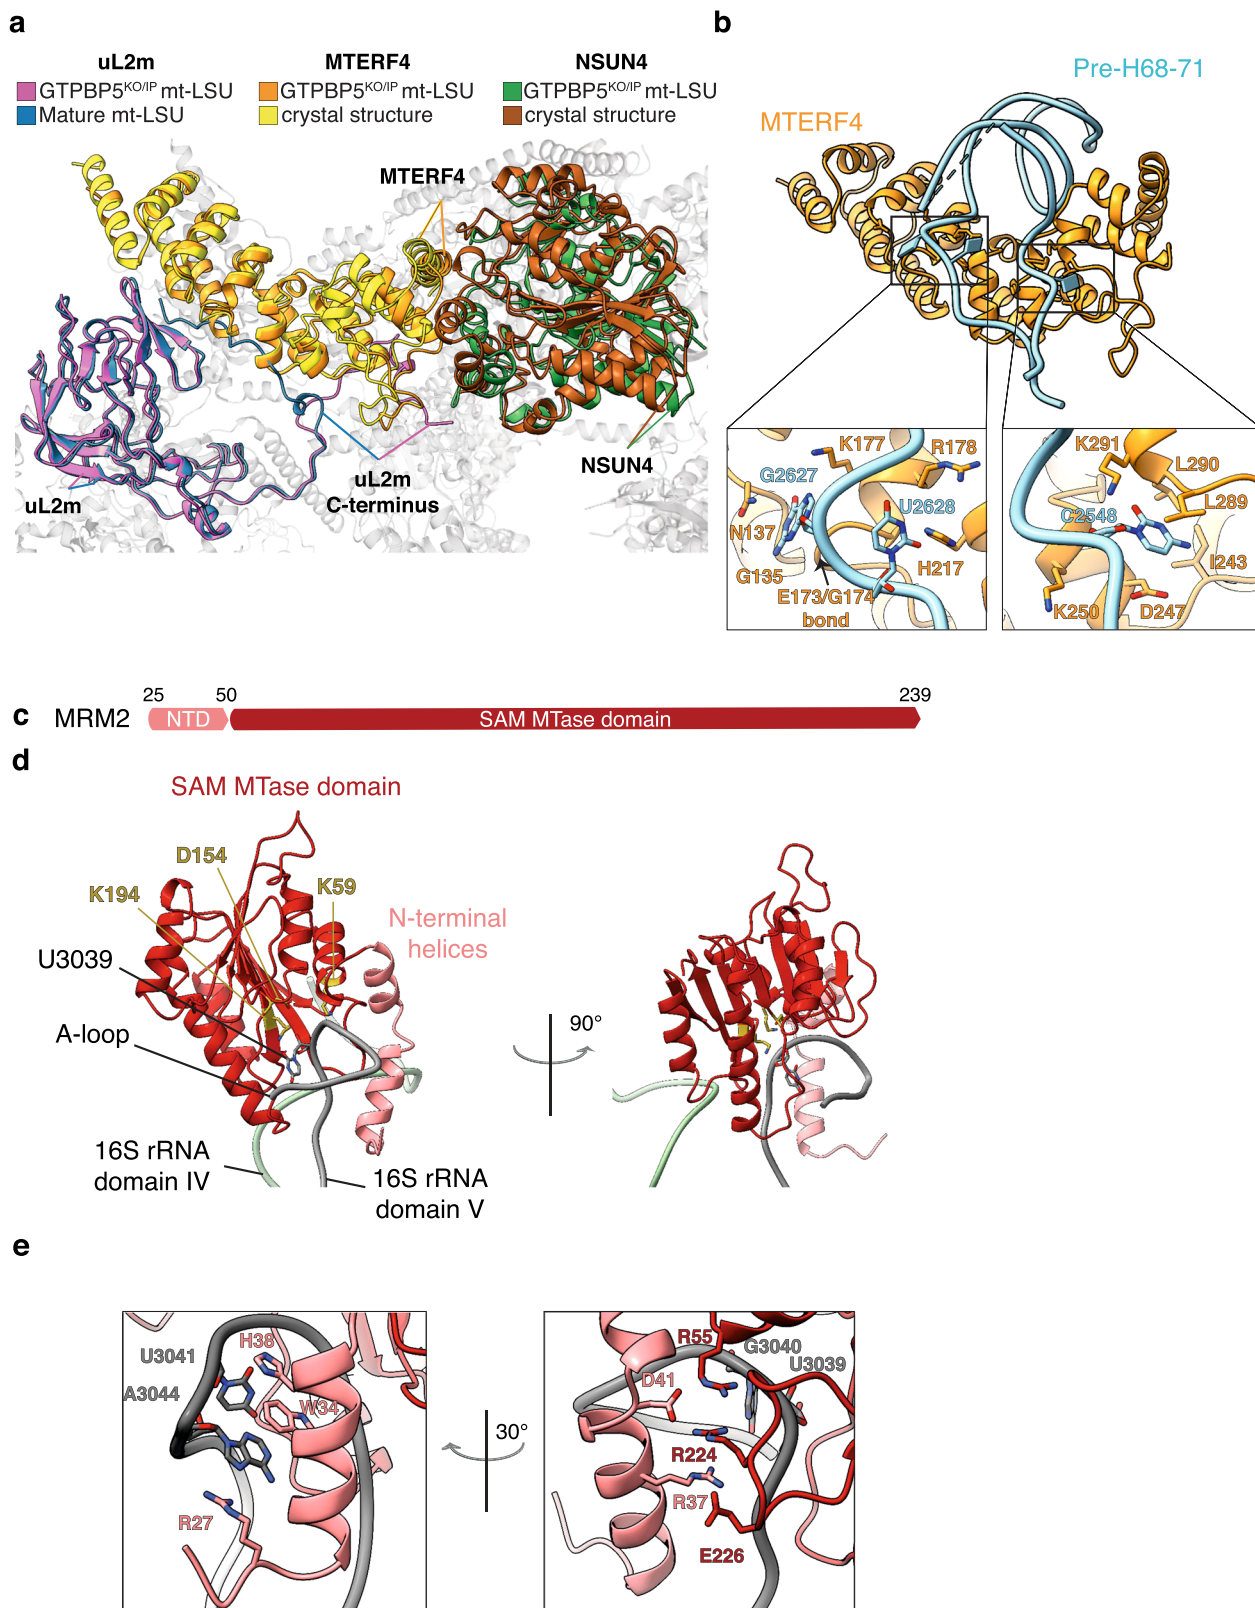 a
uL2m
GTPBP5KO/IP mt-LSU
Mature mt-LSU
MTERF4
GTPBP5KO/IP mt-LSU
crystal structure
NSUN4
GTPBP5KO/IP mt-LSU
crystal structure
MTERF4
uL2m
uL2m
C-terminus
NSUN4
b
Pre-H68-71
MTERF4
K177
R178
G2627
U2628
N137
G135
H217
E173/G174
bond
K291
L290
L289
C2548
I243
K250
D247
c
MRM2
25
50
239
NTD
SAM MTase domain
d
SAM MTase domain
D154
K194
K59
N-terminal
helices
U3039
A-loop
90°
16S rRNA
domain IV
16S rRNA
domain V
e
H38
U3041
A3044
W34
R27
30°
R55
G3040
U3039
D41
R224
R37
E226